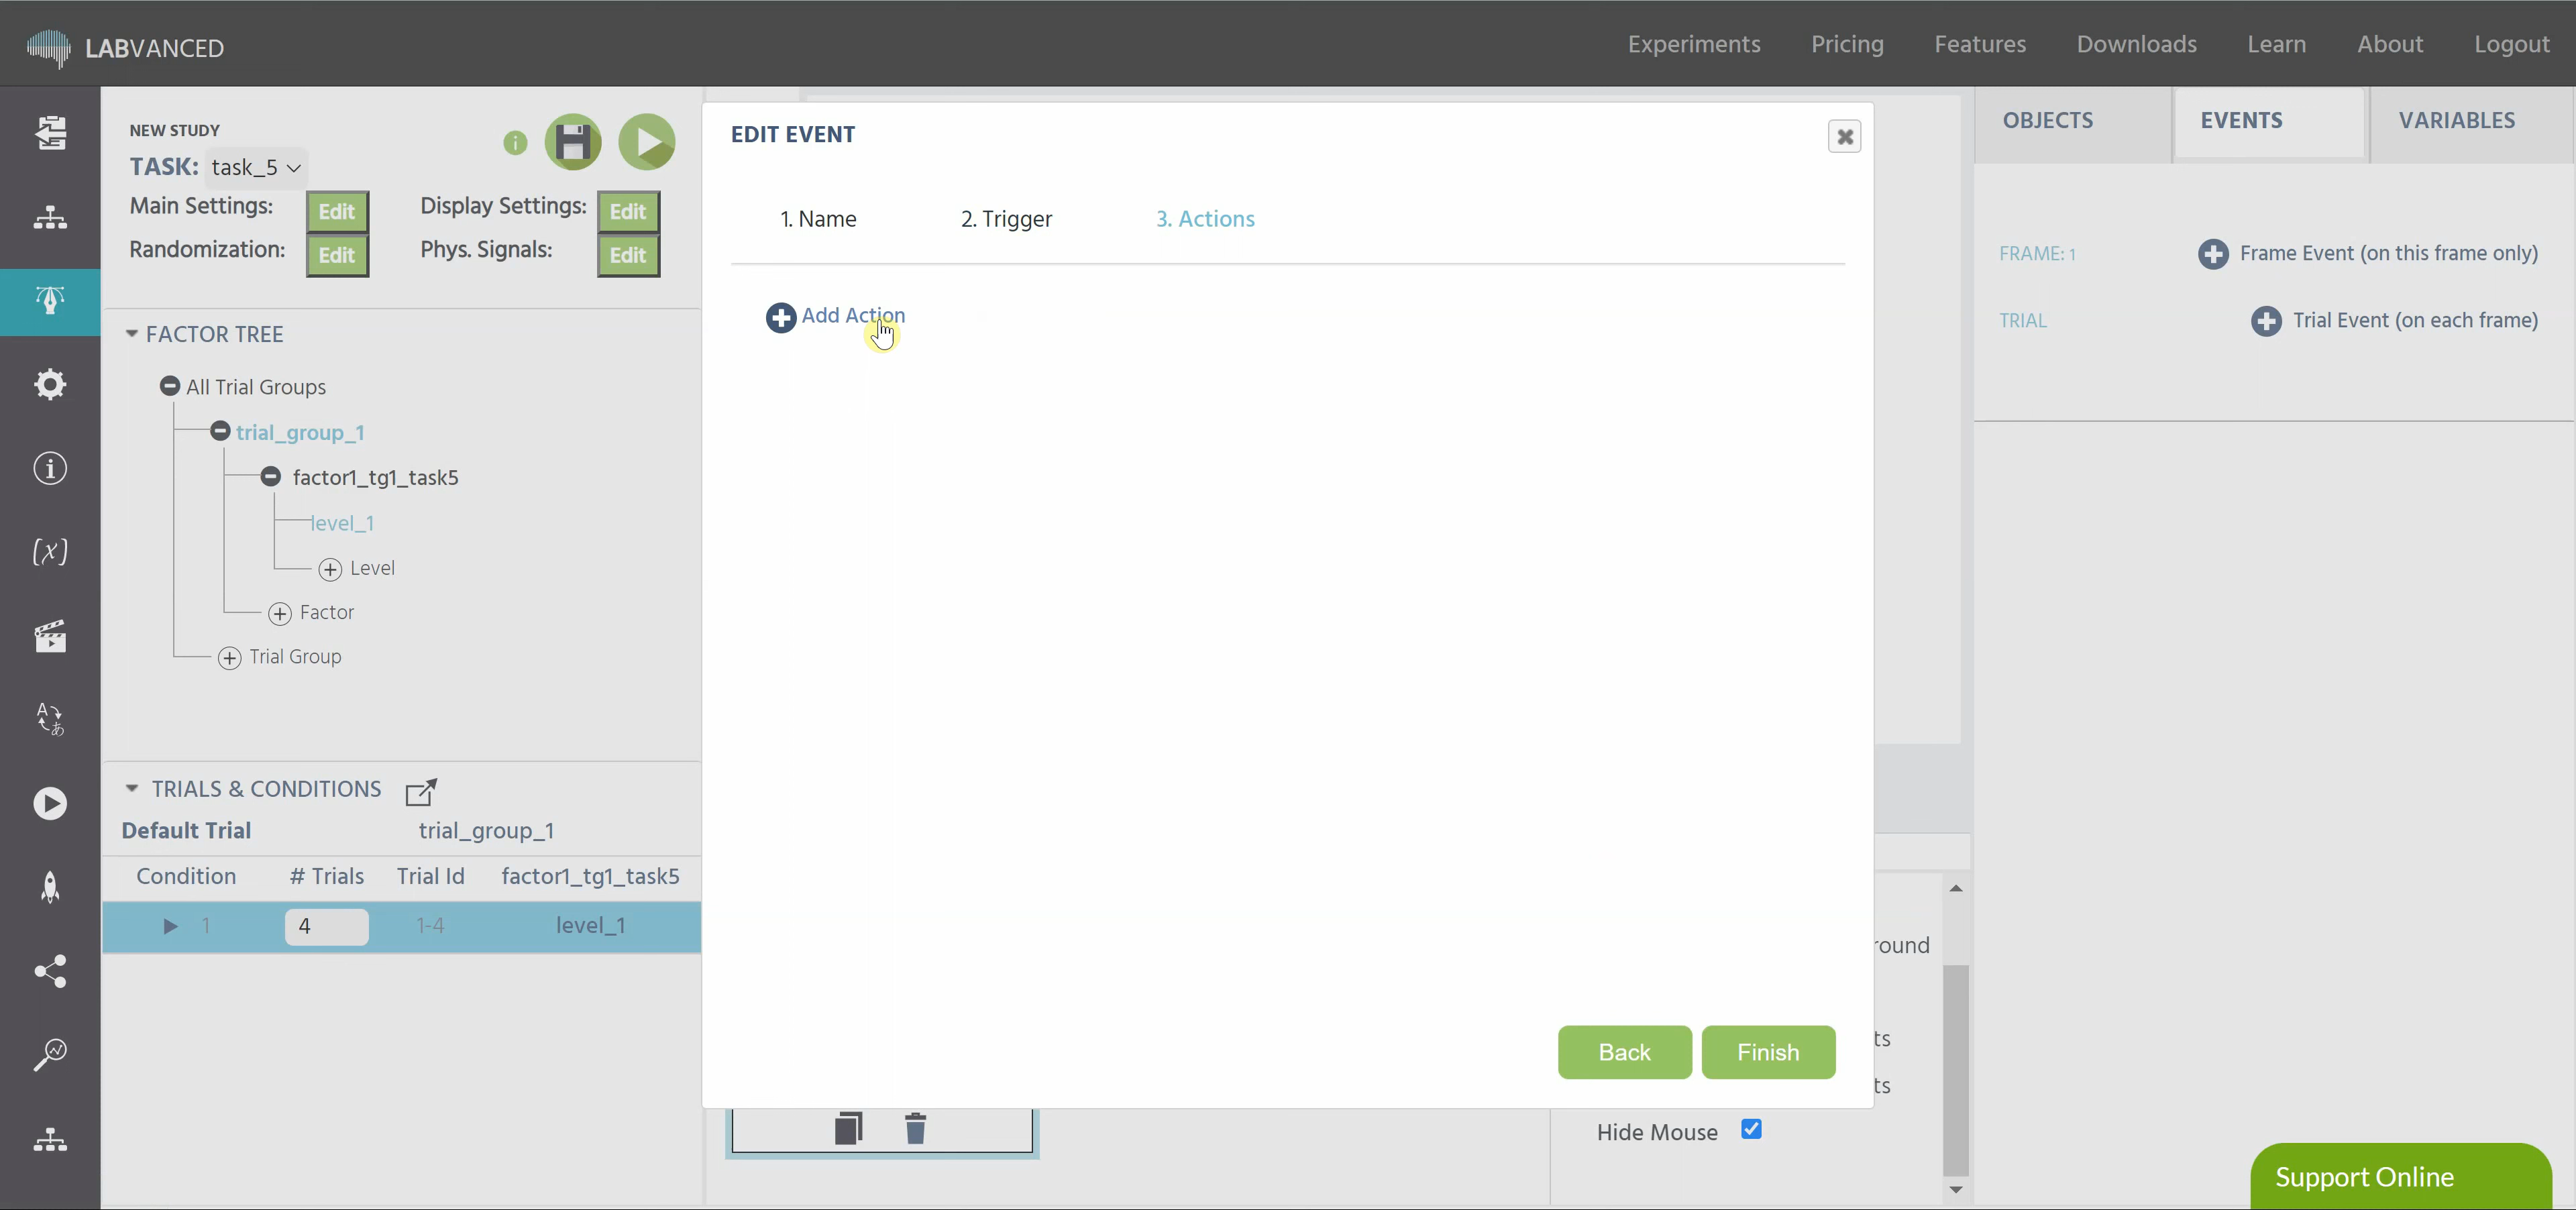 LABVANCED
Experiments Pricing Features Downloads Learn About Logout
NEW STUDY
TASK: task_5
Main Settings: Edit Display Settings: Edit
Randomization: Edit Phys. Signals: Edit
FACTOR TREE
All Trial Groups
trial_group_1
factor1_tg1_task5
level_1
Level
Factor
Trial Group
TRIALS & CONDITIONS
Default Trial trial_group_1
Condition # Trials Trial Id factor1_tg1_task5
1 4 1-4 level_1
EDIT EVENT
1. Name 2. Trigger 3. Actions
Add Action
Back Finish
round
ts
ts
Hide Mouse
OBJECTS EVENTS VARIABLES
FRAME: 1 Frame Event (on this frame only)
TRIAL Trial Event (on each frame)
Support Online